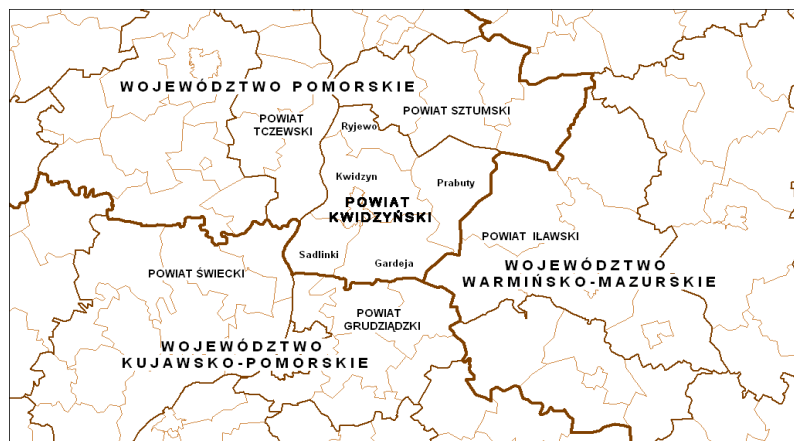 WOJEWÓDZTWO POMORSKIE
POWIAT SZTUMSKI
POWIAT
TCZEWSKI
Ryjewo
Kwidzyn
Prabuty
POWIAT
KWIDZYŃSKI
POWIAT IŁAWSKI
Sadlinki
Gardeja
WOJEWÓDZTWO
WARMIŃSKO-MAZURSKIE
POWIAT ŚWIECKI
POWIAT
GRUDZIĄDZKI
WOJEWÓDZTWO
KUJAWSKO-POMORSKIE